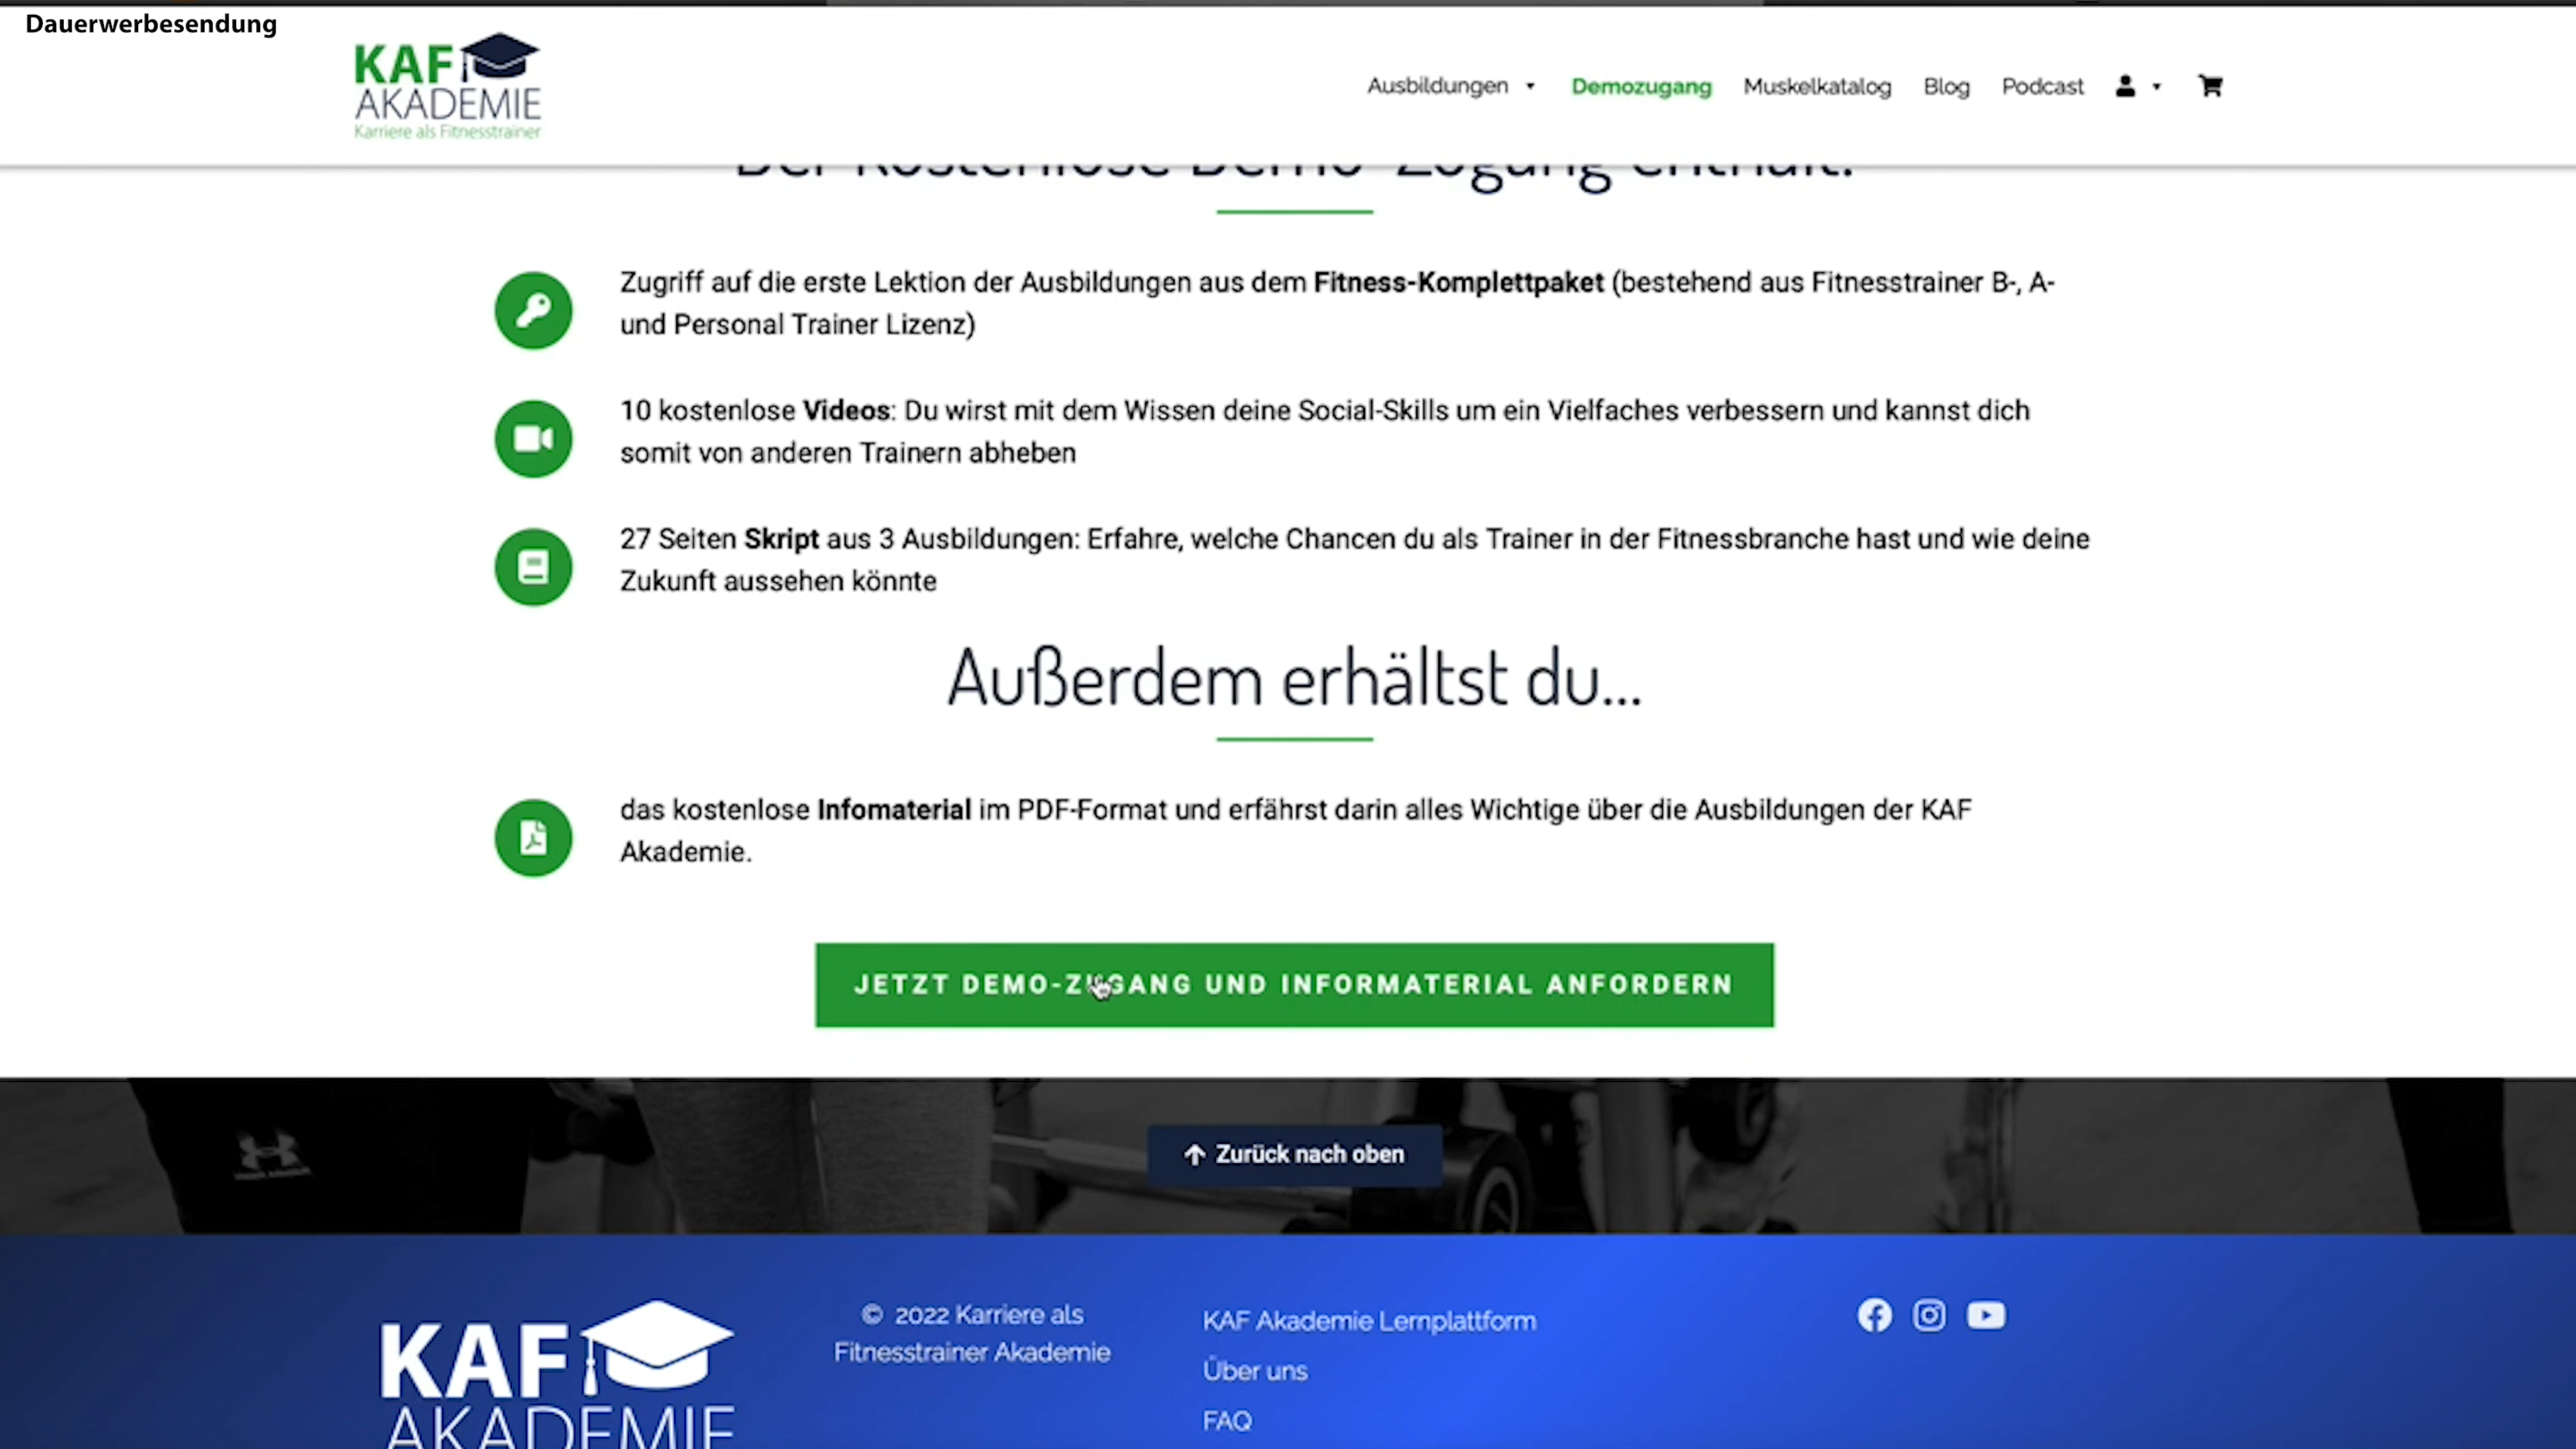 Dauerwerbesendung
KAF
AKADEMIE
Karriere als Fitnesstrainer
Ausbildungen Demozugang Muskelkatalog Blog Podcast
Der kostenlose Demo-Zugang enthält:
Zugriff auf die erste Lektion der Ausbildungen aus dem Fitness-Komplettpaket (bestehend aus Fitnesstrainer B-, A-
und Personal Trainer Lizenz)
10 kostenlose Videos: Du wirst mit dem Wissen deine Social-Skills um ein Vielfaches verbessern und kannst dich
somit von anderen Trainern abheben
27 Seiten Skript aus 3 Ausbildungen: Erfahre, welche Chancen du als Trainer in der Fitnessbranche hast und wie deine
Zukunft aussehen könnte
Außerdem erhältst du...
das kostenlose Infomaterial im PDF-Format und erfährst darin alles Wichtige über die Ausbildungen der KAF
Akademie.
JETZT DEMO-ZUGANG UND INFORMATERIAL ANFORDERN
Zurück nach oben
KAF
AKADEMIE
© 2022 Karriere als
Fitnesstrainer Akademie
KAF Akademie Lernplattform
Über uns
FAQ